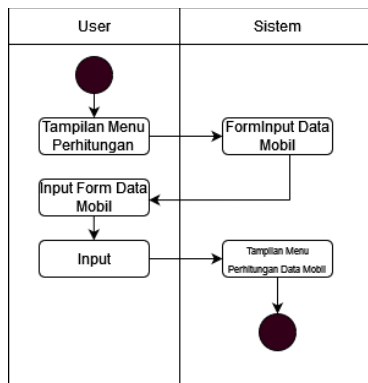 User
Sistem
Tampilan Menu
Perhitungan
FormInput Data
Mobil
Input Form Data
Mobil
Input
Tampilan Menu
Perhitungan Data Mobil